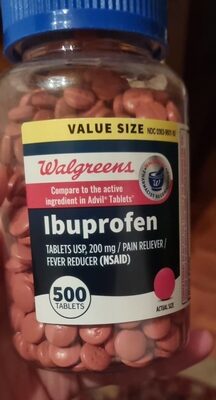 VALUE SIZE
Walgreens
Compare to the active
ingredient in Advil® Tablets
Ibuprofen
TABLETS USP, 200 mg / PAIN RELIEVER /
FEVER REDUCER (NSAID)
500
TABLETS
ACTUAL SIZE